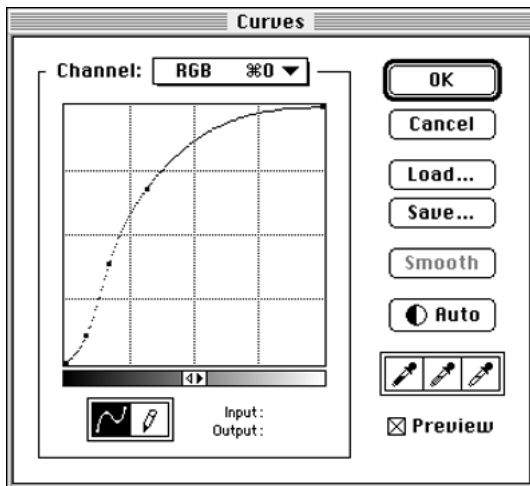 Curves
Channel: RGB ⌘0
OK
Cancel
Load...
Save...
Smooth
Auto
Input:
Output:
Preview